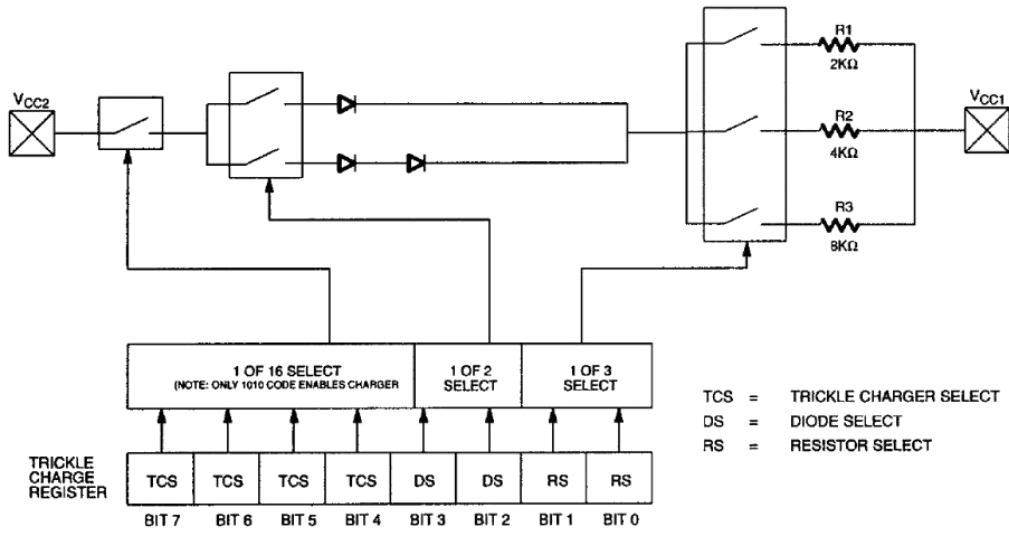 R1
2KΩ
VCC2
VCC1
R2
4KΩ
R3
8KΩ
1 OF 16 SELECT
(NOTE: ONLY 1010 CODE ENABLES CHARGER
1 OF 2
SELECT
1 OF 3
SELECT
TCS = TRICKLE CHARGER SELECT
DS = DIODE SELECT
RS = RESISTOR SELECT
TRICKLE
CHARGE
REGISTER
TCS TCS TCS TCS DS DS RS RS
BIT 7 BIT 6 BIT 5 BIT 4 BIT 3 BIT 2 BIT 1 BIT 0